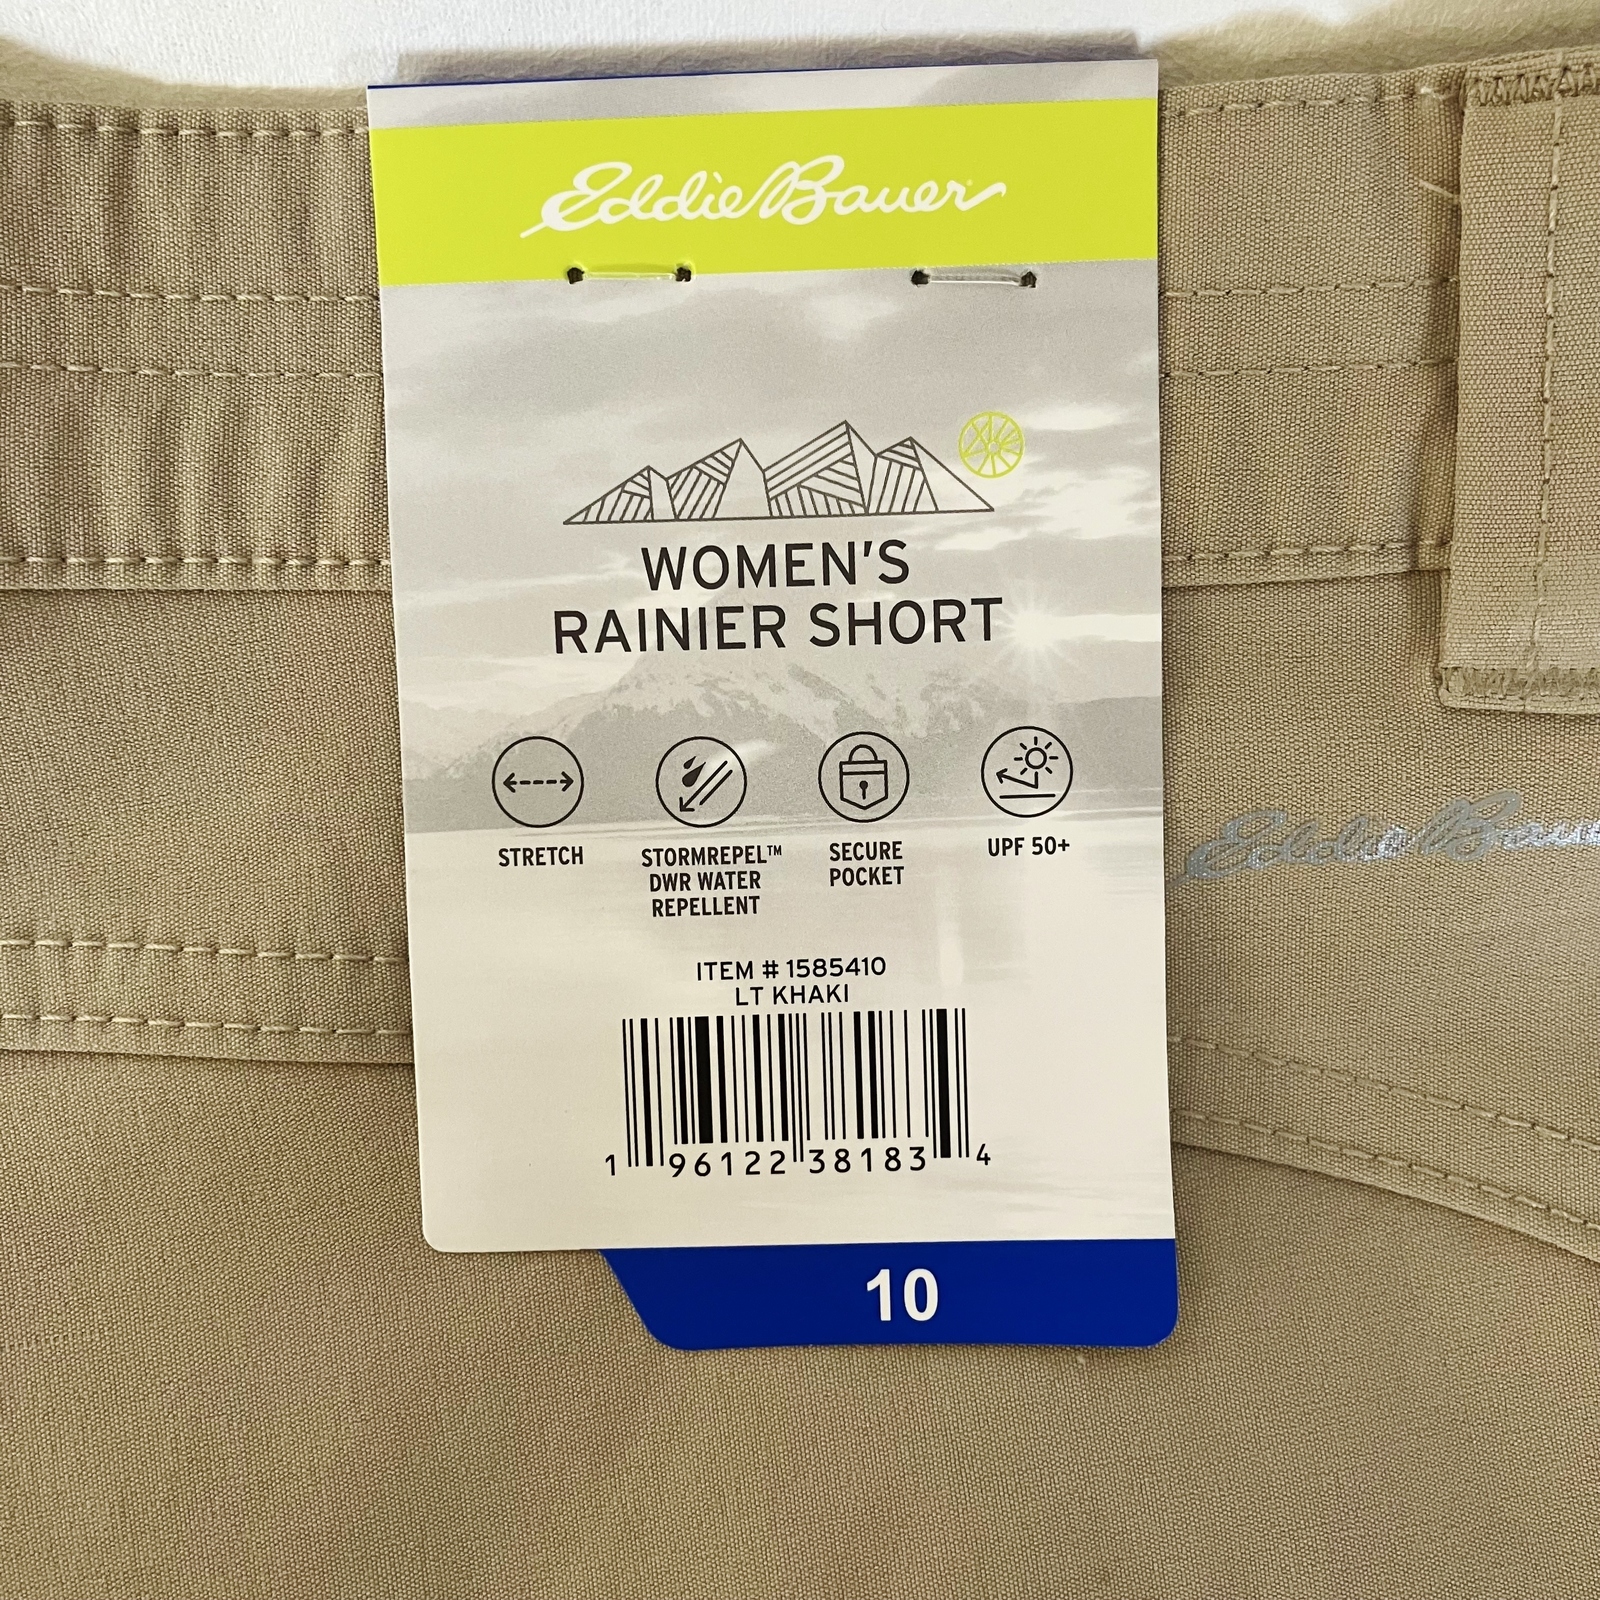 Eddie Bauer
WOMEN'S
RAINIER SHORT
STRETCH
STORMREPEL™
DWR WATER
REPELLENT
SECURE
POCKET
UPF 50+
Eddie Bauer
ITEM # 1585410
LT KHAKI
1 96122 38183 4
10